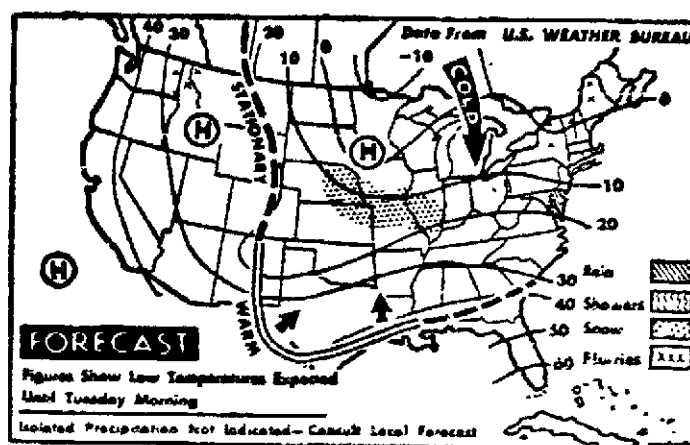 40 30 20 10 0 -10
Data From U.S. WEATHER BUREAU
COLD
STATIONARY
H
H
H
WARM
0
10
20
30
40
50
60
Rain
Showers
Snow
Flurries
FORECAST
Figures Show Low Temperatures Expected
Until Tuesday Morning
Isolated Precipitation Not Indicated— Consult Local Forecast